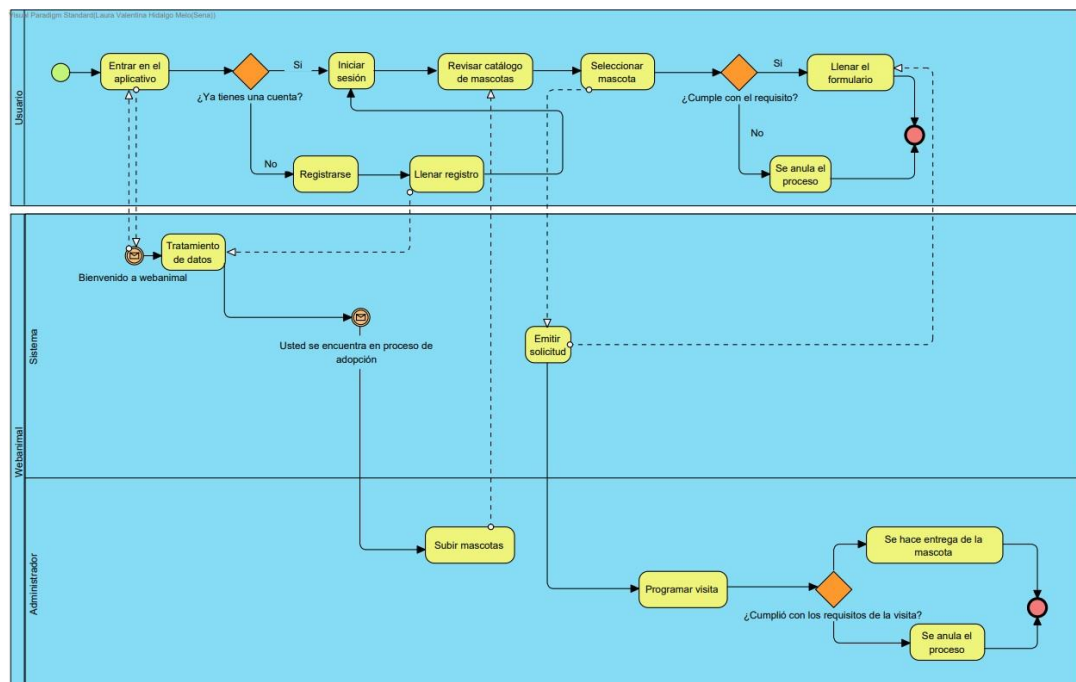 Visual Paradigm Standard(Laura Valentina Hidalgo Melo(Sena))
Usuario
Entrar en el
aplicativo
¿Ya tienes una cuenta?
Si
Iniciar
sesión
Revisar catálogo
de mascotas
Seleccionar
mascota
¿Cumple con el requisito?
Si
Llenar el
formulario
No
Registrarse
Llenar registro
No
Se anula el
proceso
Webanimal
Sistema
Bienvenido a webanimal
Tratamiento
de datos
Usted se encuentra en proceso de
adopción
Emitir
solicitud
Administrador
Subir mascotas
Programar visita
¿Cumplió con los requisitos de la visita?
Se hace entrega de la
mascota
Se anula el
proceso